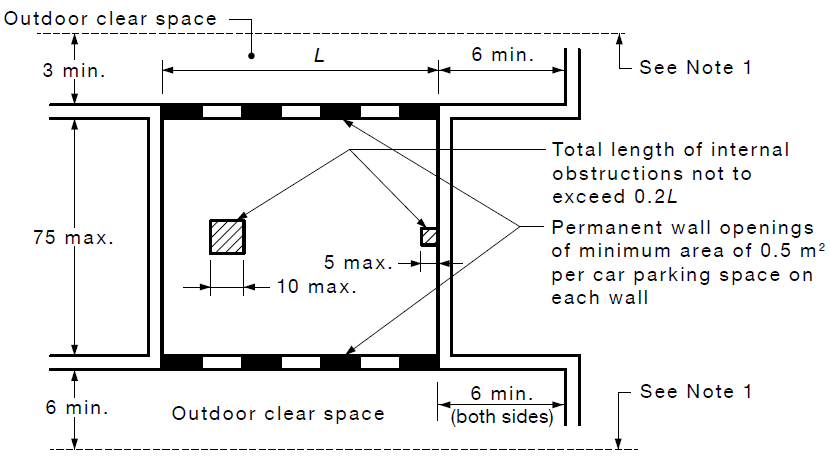 Outdoor clear space
L
6 min.
3 min.
See Note 1
Total length of internal
obstructions not to
exceed 0.2L
75 max.
Permanent wall openings
of minimum area of 0.5 m²
per car parking space on
each wall
5 max.
10 max.
6 min.
Outdoor clear space
6 min.
(both sides)
See Note 1